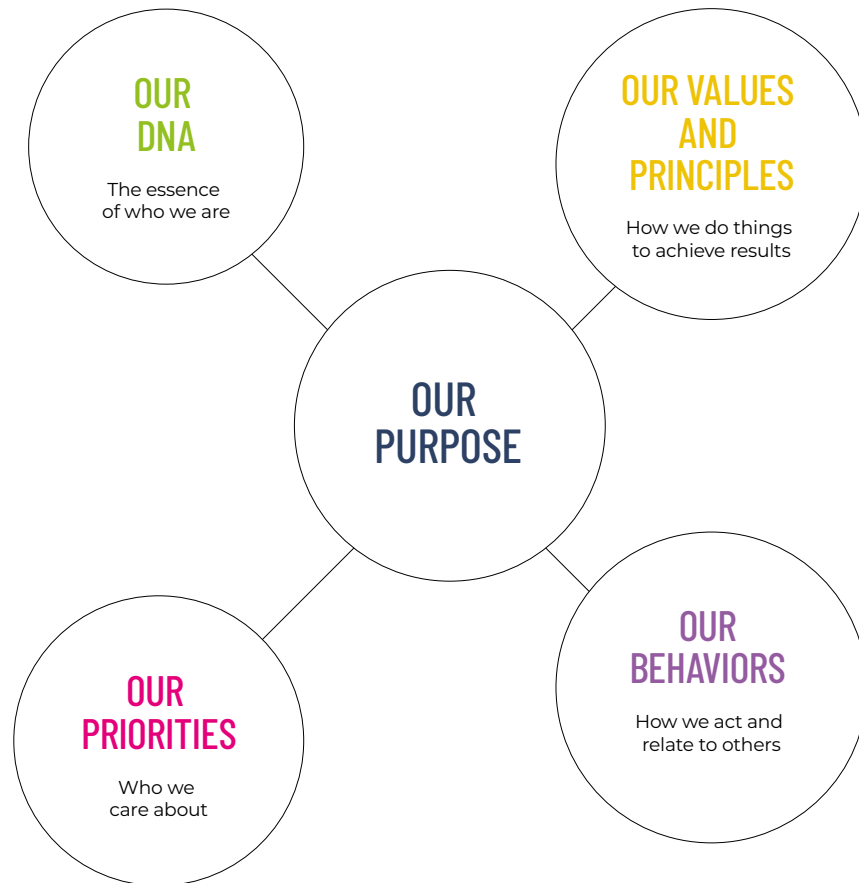 OUR
DNA
The essence
of who we are
OUR VALUES
AND
PRINCIPLES
How we do things
to achieve results
OUR
PURPOSE
OUR
PRIORITIES
Who we
care about
OUR
BEHAVIORS
How we act and
relate to others